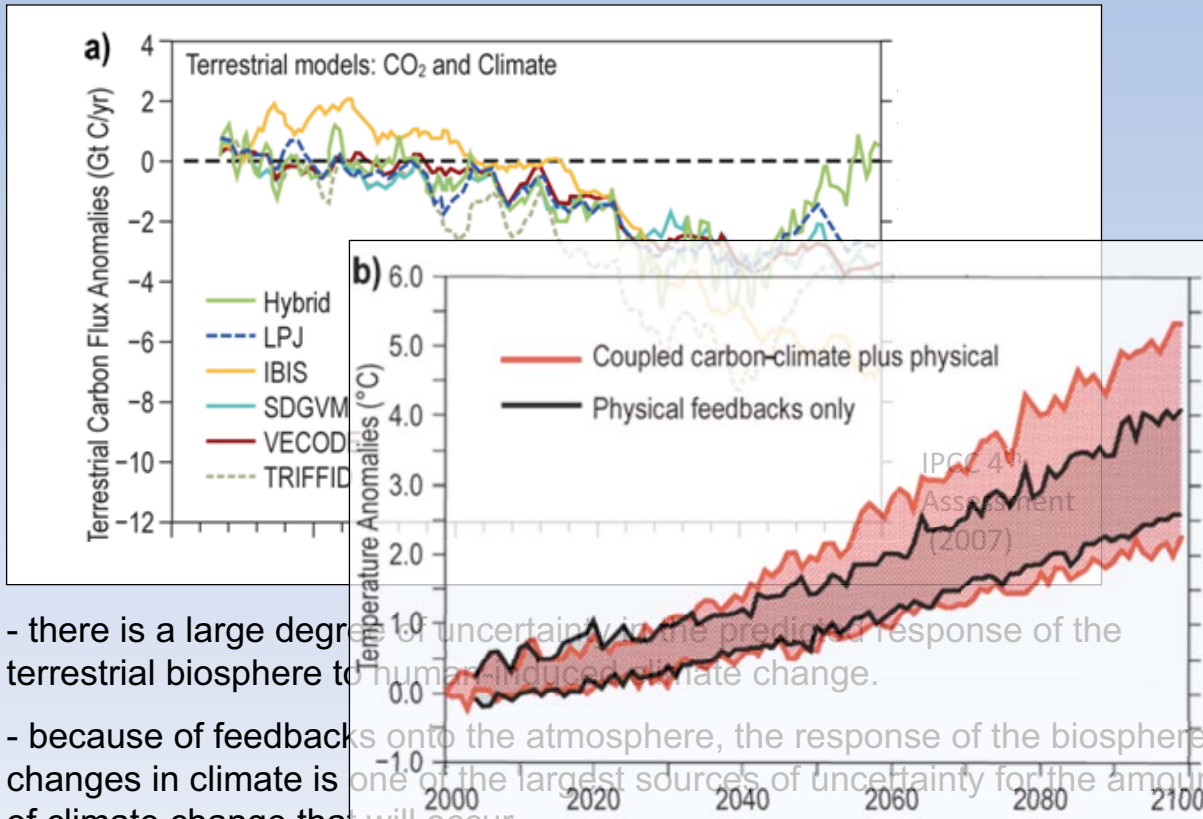 a)
Terrestrial models: CO₂ and Climate
Terrestrial Carbon Flux Anomalies (Gt C/yr)
4
2
0
−2
−4
−6
−8
−10
−12
Hybrid
LPJ
IBIS
SDGVM
VECOD
TRIFFID
b)
Temperature Anomalies (°C)
6.0
5.0
4.0
3.0
2.0
1.0
0.0
−1.0
Coupled carbon-climate plus physical
Physical feedbacks only
IPCC 4th
Assessment
(2007)
2000 2020 2040 2060 2080 2100
- there is a large degree of uncertainty in the predicted response of the
terrestrial biosphere to human-induced climate change.
- because of feedbacks onto the atmosphere, the response of the biosphere
changes in climate is one of the largest sources of uncertainty for the amoun
of climate change that will occur